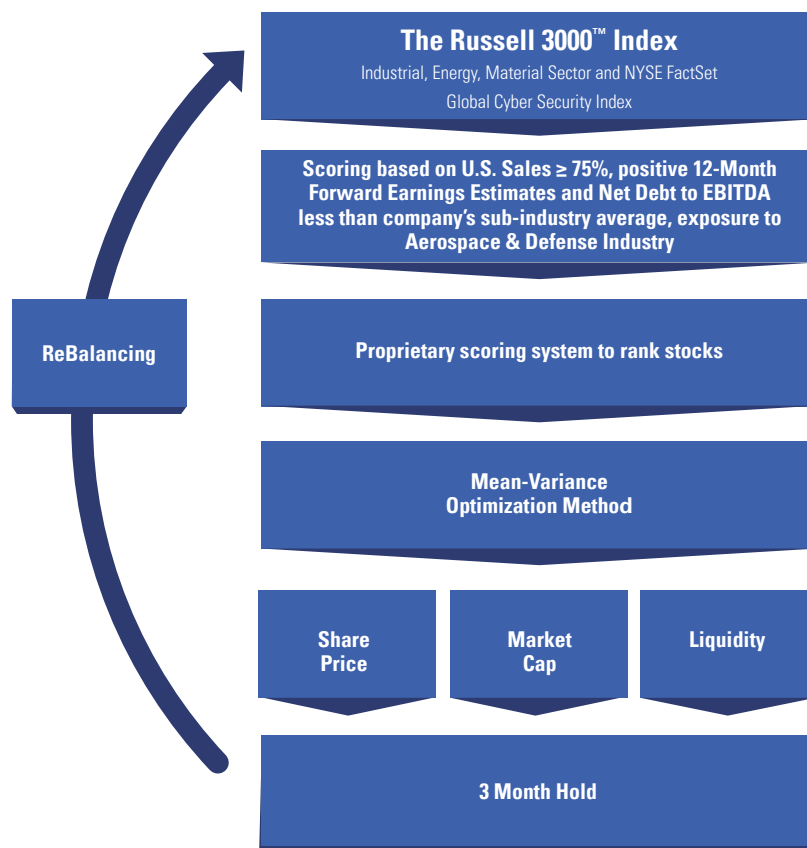 The Russell 3000™ Index
Industrial, Energy, Material Sector and NYSE FactSet
Global Cyber Security Index
Scoring based on U.S. Sales ≥ 75%, positive 12-Month
Forward Earnings Estimates and Net Debt to EBITDA
less than company's sub-industry average, exposure to
Aerospace & Defense Industry
ReBalancing
Proprietary scoring system to rank stocks
Mean-Variance
Optimization Method
Share
Price
Market
Cap
Liquidity
3 Month Hold